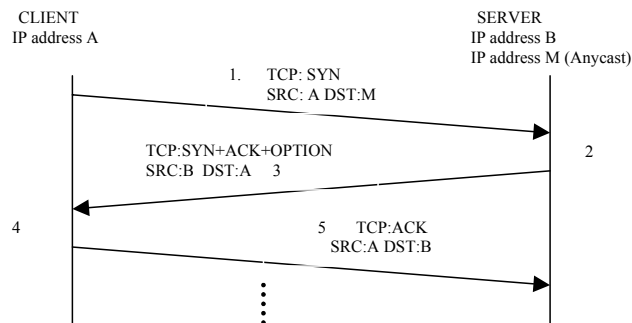 CLIENT
IP address A
SERVER
IP address B
IP address M (Anycast)
1. TCP: SYN
SRC: A DST:M
2
TCP:SYN+ACK+OPTION
SRC:B DST:A 3
4
5 TCP:ACK
SRC:A DST:B